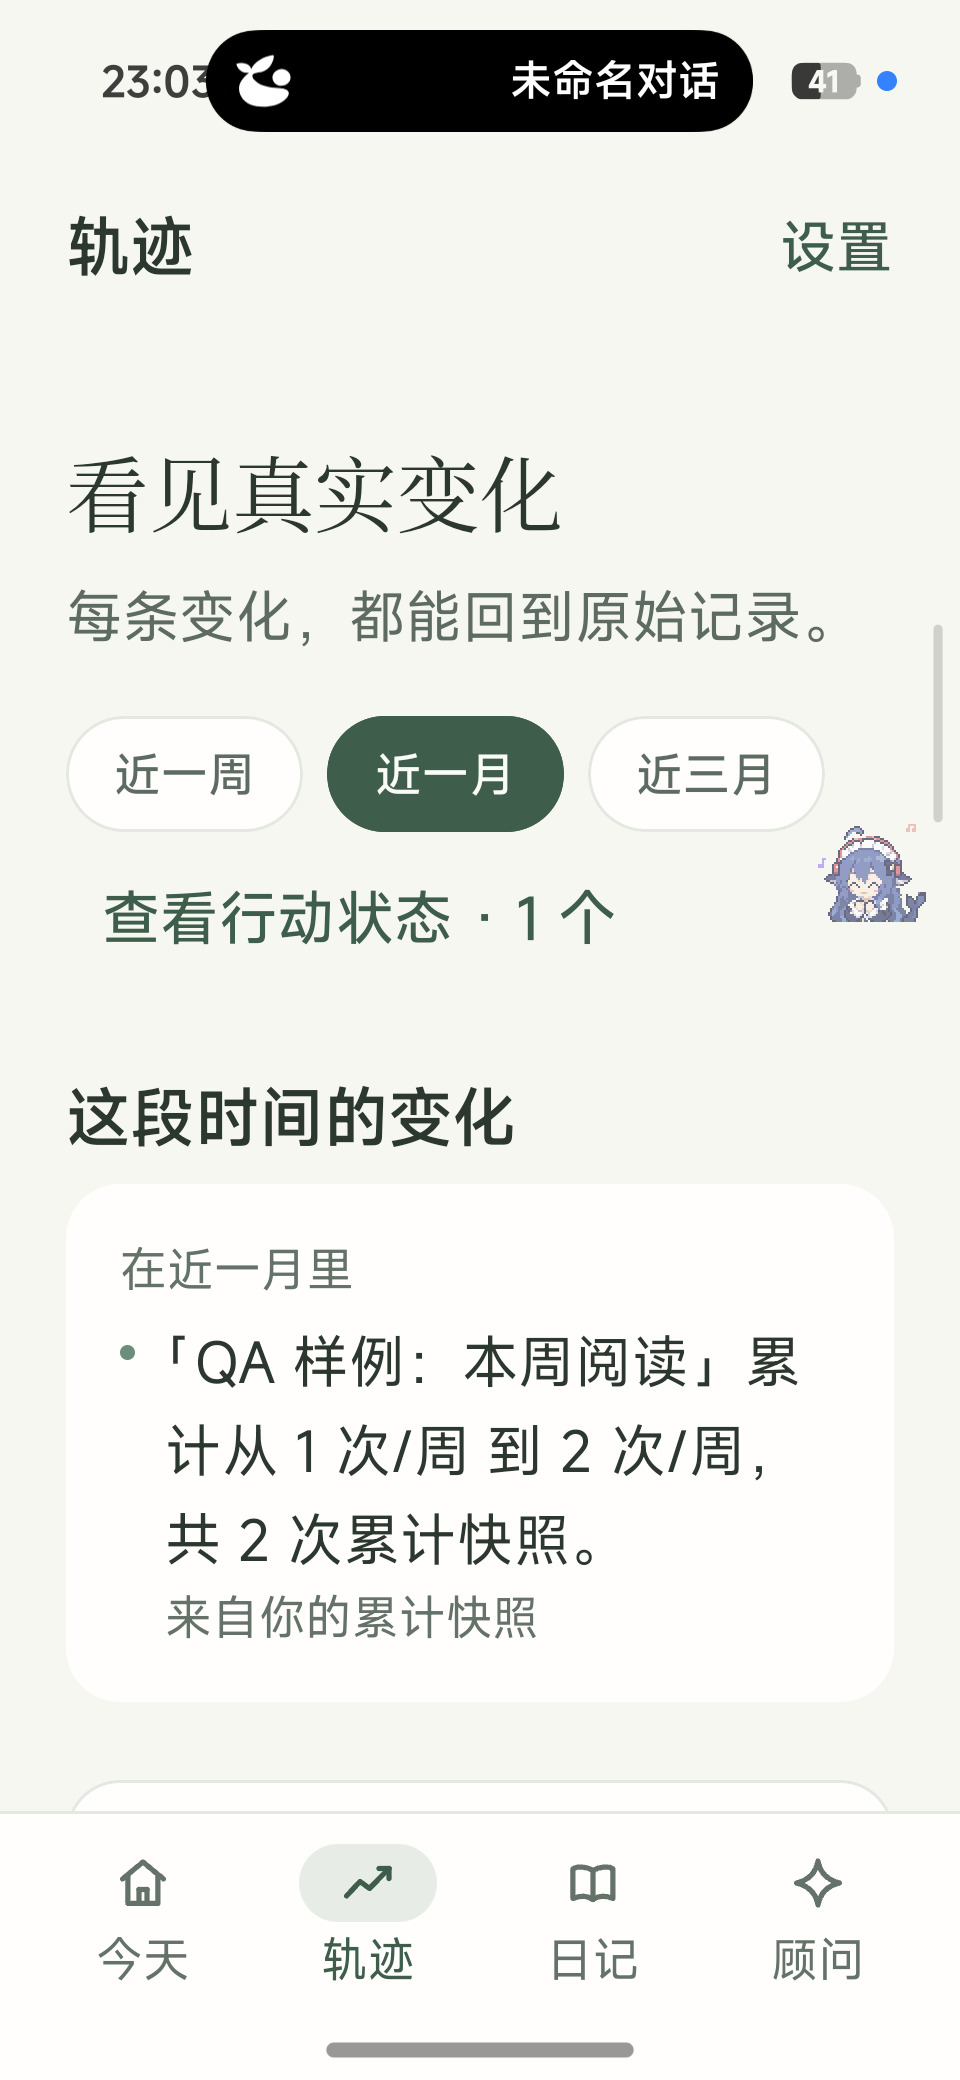 23:03
未命名对话
41
轨迹
设置
看见真实变化
每条变化，都能回到原始记录。
近一周
近一月
近三月
查看行动状态 · 1 个
这段时间的变化
在近一月里
「QA 样例：本周阅读」累
计从 1 次/周 到 2 次/周，
共 2 次累计快照。
来自你的累计快照
今天
轨迹
日记
顾问